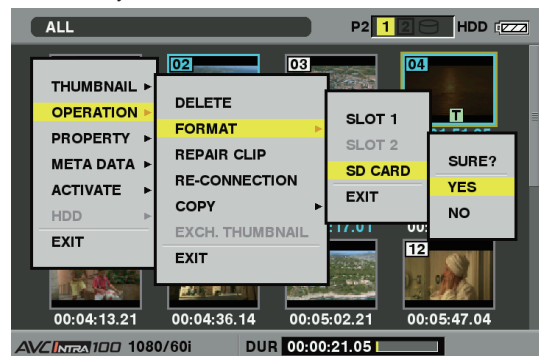 ALL
P2 1 2 HDD
02
03
04
T
THUMBNAIL
OPERATION
PROPERTY
META DATA
ACTIVATE
HDD
EXIT
DELETE
FORMAT
REPAIR CLIP
RE-CONNECTION
COPY
EXCH. THUMBNAIL
EXIT
SLOT 1
SLOT 2
SD CARD
EXIT
SURE?
YES
NO
12
00:04:13.21 00:04:36.14 00:05:02.21 00:05:47.04
AVC INTRA 100 1080/60i DUR 00:00:21.05